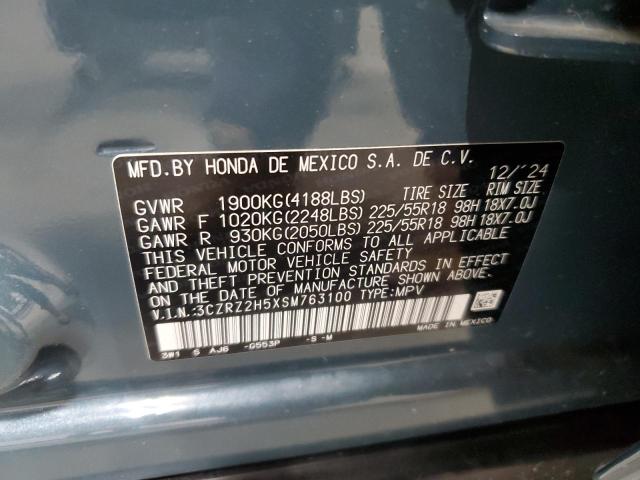 MFD.BY HONDA DE MEXICO S.A. DE C.V. 12/'24
TIRE SIZE RIM SIZE
GVWR 1900KG(4188LBS)
GAWR F 1020KG(2248LBS) 225/55R18 98H 18X7.0J
GAWR R 930KG(2050LBS) 225/55R18 98H 18X7.0J
THIS VEHICLE CONFORMS TO ALL APPLICABLE
FEDERAL MOTOR VEHICLE SAFETY
AND THEFT PREVENTION STANDARDS IN EFFECT
ON THE DATE OF MANUFACTURE SHOWN ABOVE.
V.I.N.:3CZRZ2H5XSM763100 TYPE:MPV
MADE IN MEXICO
3W1 S AJ6 -G553P -S -M